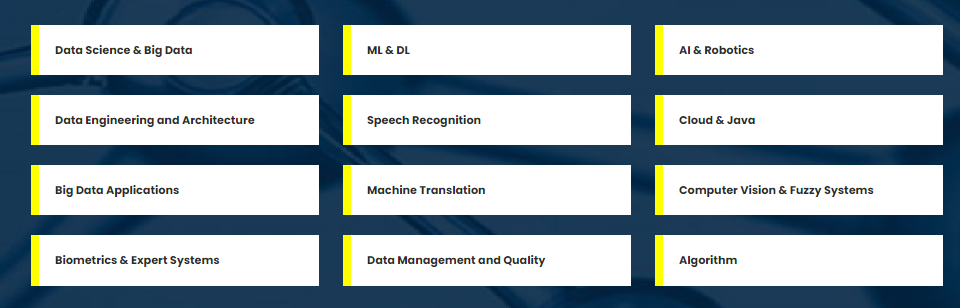 Data Science & Big Data
ML & DL
AI & Robotics
Data Engineering and Architecture
Speech Recognition
Cloud & Java
Big Data Applications
Machine Translation
Computer Vision & Fuzzy Systems
Biometrics & Expert Systems
Data Management and Quality
Algorithm